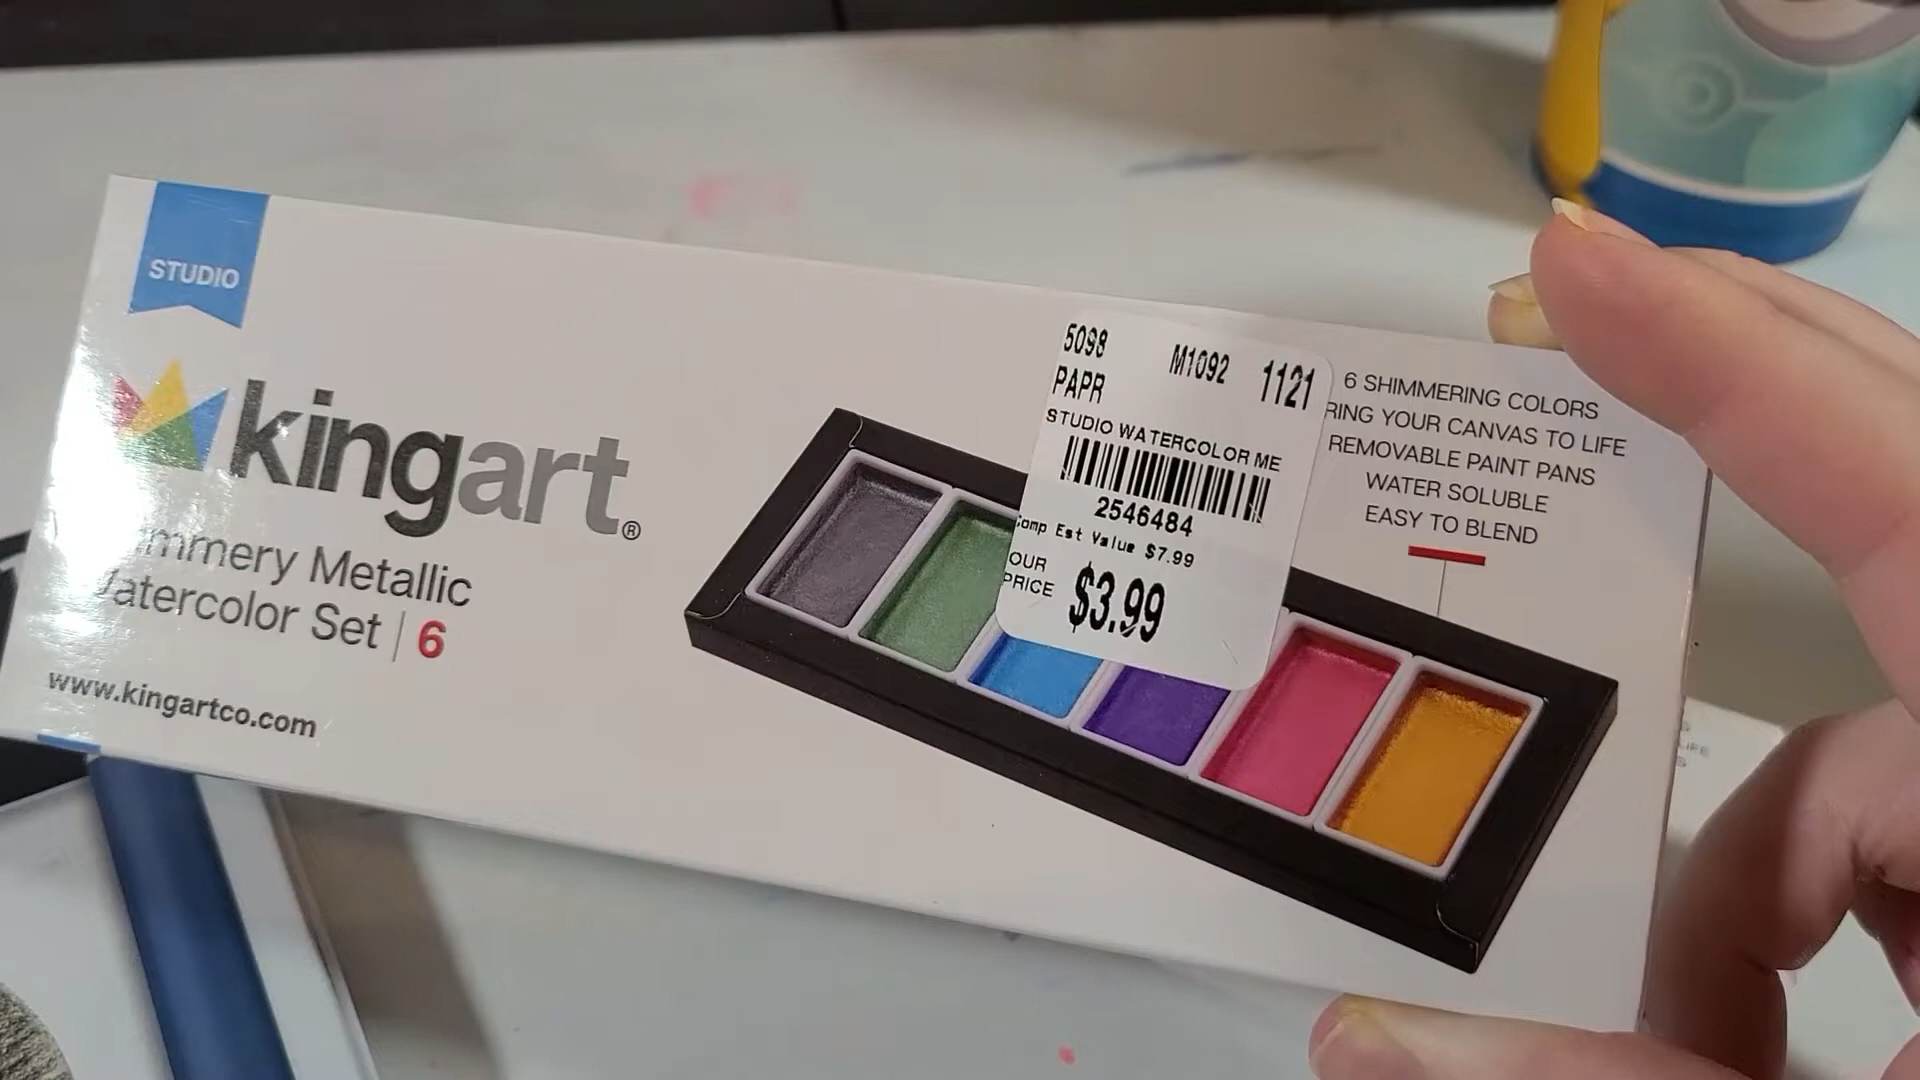 STUDIO
kingart®
Metallic
Watercolor Set | 6
www.kingartco.com
5098
M1092
1121
PAPR
STUDIO WATERCOLOR ME
2546484
Comp Est Value $7.99
OUR
PRICE
$3.99
6 SHIMMERING COLORS
RING YOUR CANVAS TO LIFE
REMOVABLE PAINT PANS
WATER SOLUBLE
EASY TO BLEND